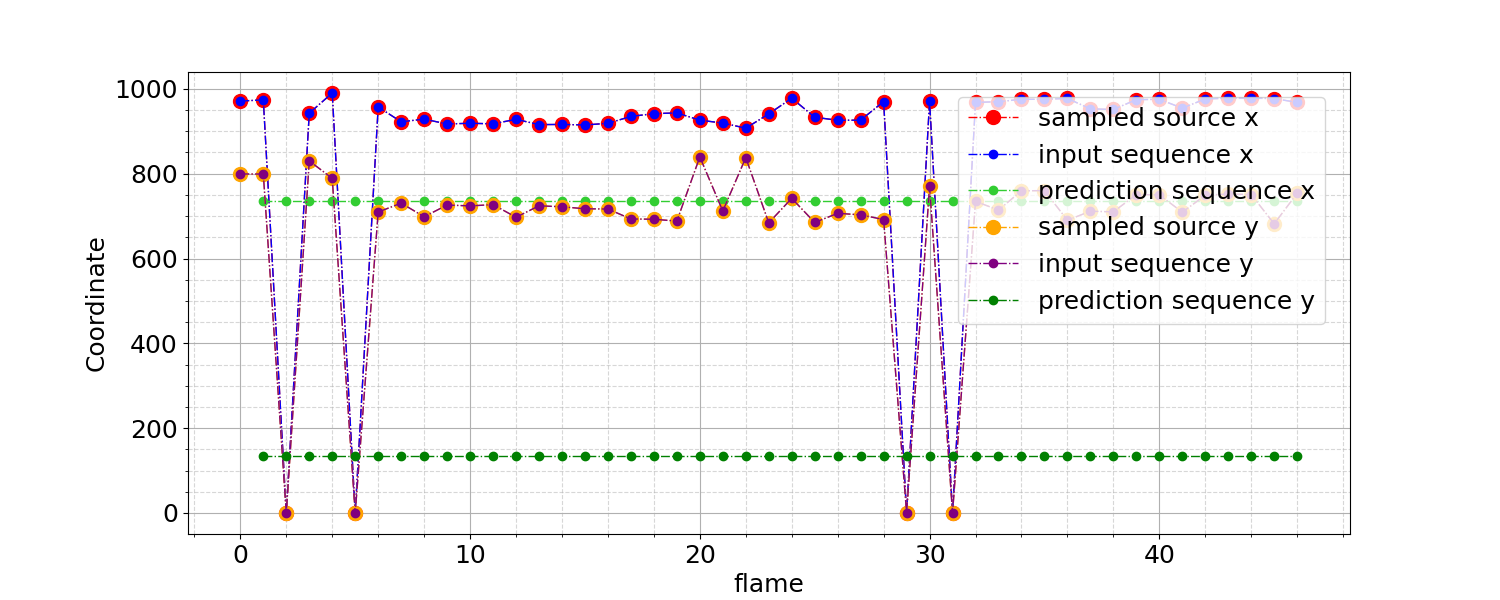 1000
800
600
400
200
0
Coordinate
sampled source x
input sequence x
prediction sequence x
sampled source y
input sequence y
prediction sequence y
0 10 20 30 40
flame